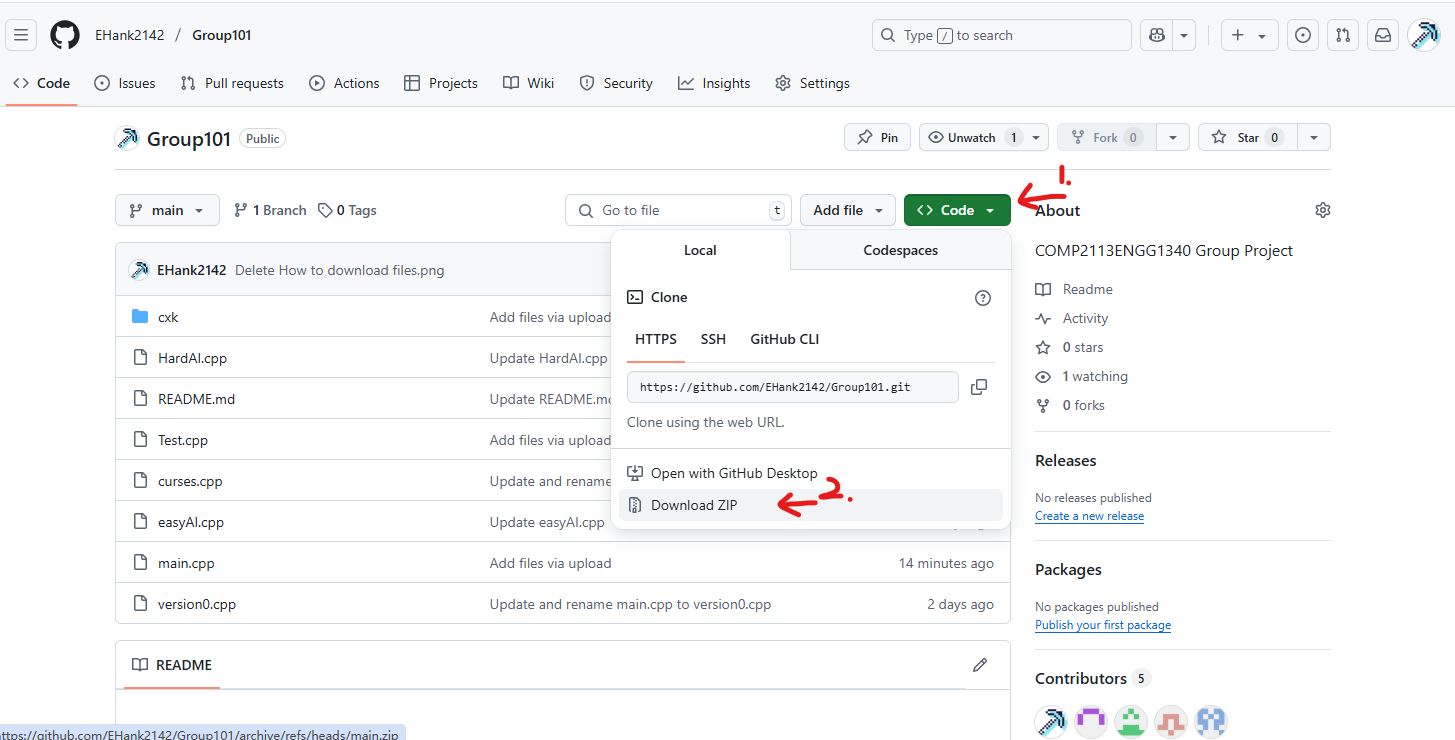 EHank2142 / Group101
Type / to search
Code Issues Pull requests Actions Projects Wiki Security Insights Settings
Group101 Public
Pin Unwatch 1 Fork 0 Star 0
1.
main 1 Branch 0 Tags Go to file t Add file Code
About
Local Codespaces
COMP2113ENGG1340 Group Project
EHank2142 Delete How to download files.png
Clone
Readme
cxk Add files via upload
Activity
HTTPS SSH GitHub CLI
0 stars
HardAI.cpp Update HardAI.cpp
1 watching
https://github.com/EHank2142/Group101.git
README.md Update README.md
0 forks
Clone using the web URL.
Test.cpp Add files via upload
Releases
Open with GitHub Desktop
curses.cpp Update and rename
2.
No releases published
Download ZIP
Create a new release
easyAI.cpp Update easyAI.cpp
main.cpp Add files via upload 14 minutes ago
Packages
version0.cpp Update and rename main.cpp to version0.cpp 2 days ago
No packages published
Publish your first package
README
Contributors 5
https://github.com/EHank2142/Group101/archive/refs/heads/main.zip